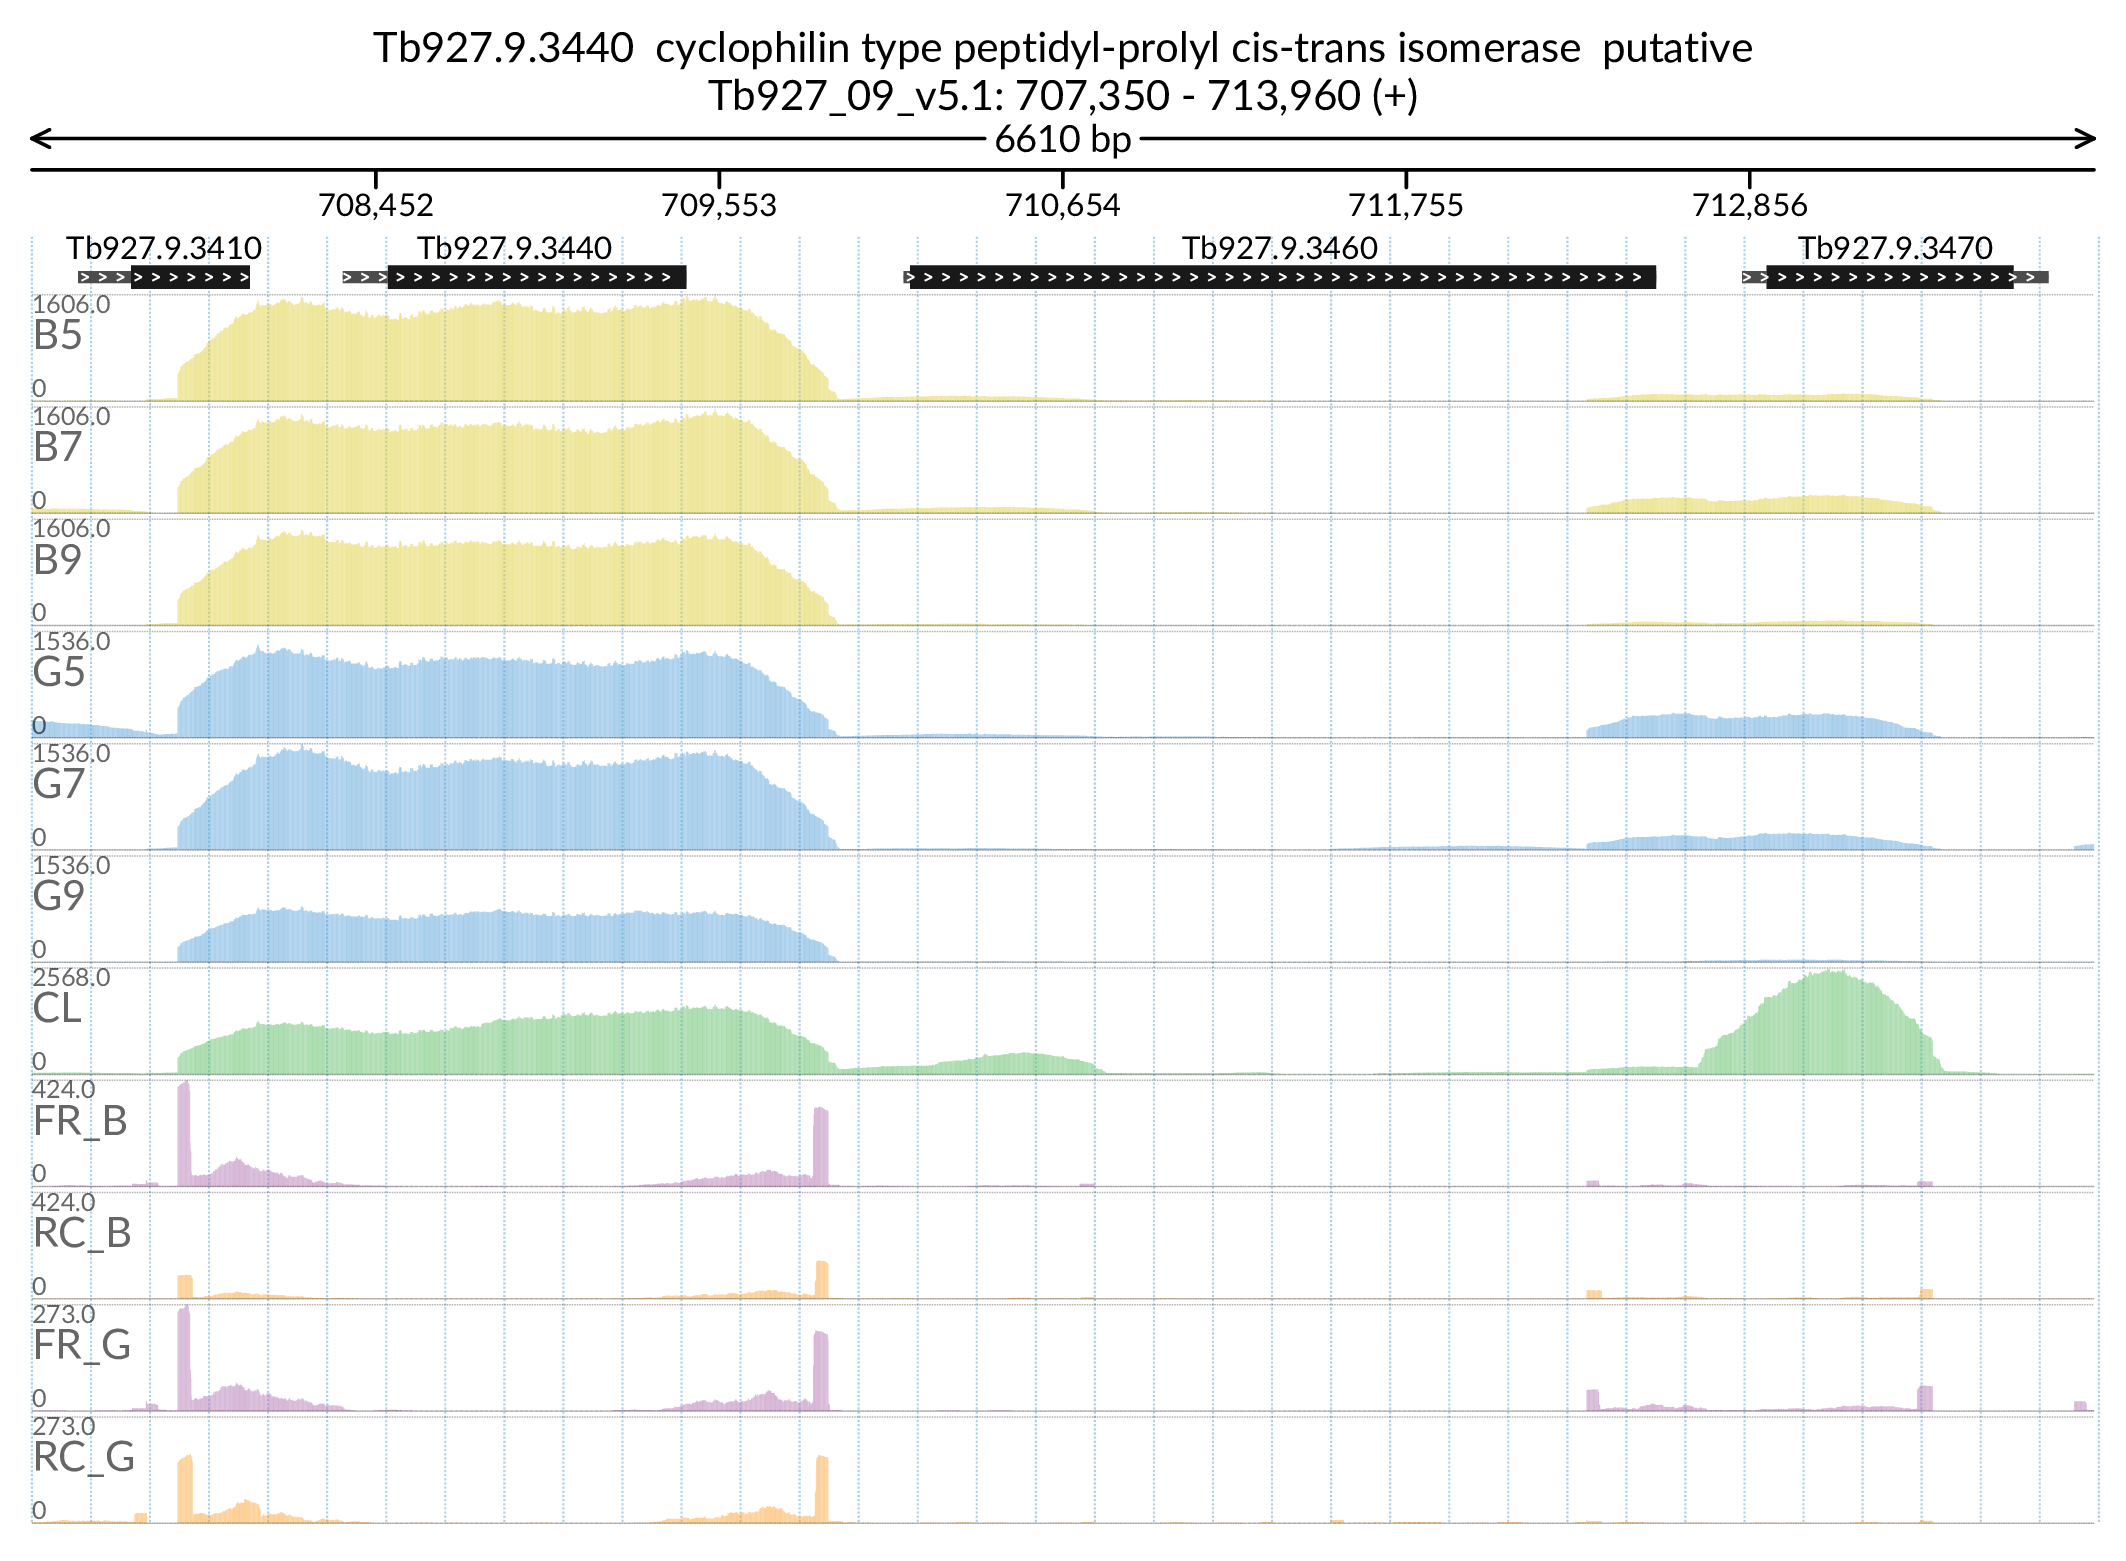 Tb927.9.3440 cyclophilin type peptidyl-prolyl cis-trans isomerase putative
Tb927_09_v5.1: 707,350 - 713,960 (+)
6610 bp
708,452 709,553 710,654 711,755 712,856
Tb927.9.3410 Tb927.9.3440 Tb927.9.3460 Tb927.9.3470
1606.0
B5
0
1606.0
B7
0
1606.0
B9
0
1536.0
G5
0
1536.0
G7
0
1536.0
G9
0
2568.0
CL
0
424.0
FR_B
0
424.0
RC_B
0
273.0
FR_G
0
273.0
RC_G
0